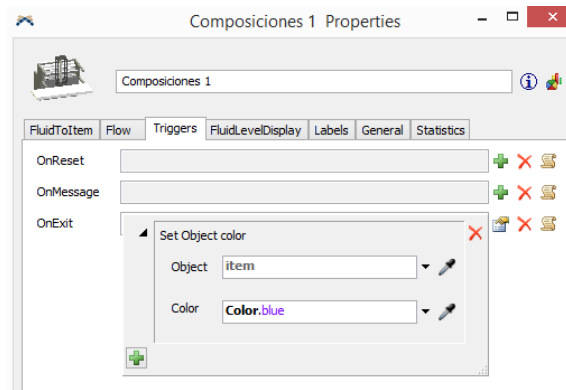 Composiciones 1 Properties
Composiciones 1
FluidToItem Flow Triggers FluidLevelDisplay Labels General Statistics
OnReset
OnMessage
OnExit
Set Object color
Object item
Color Color.blue